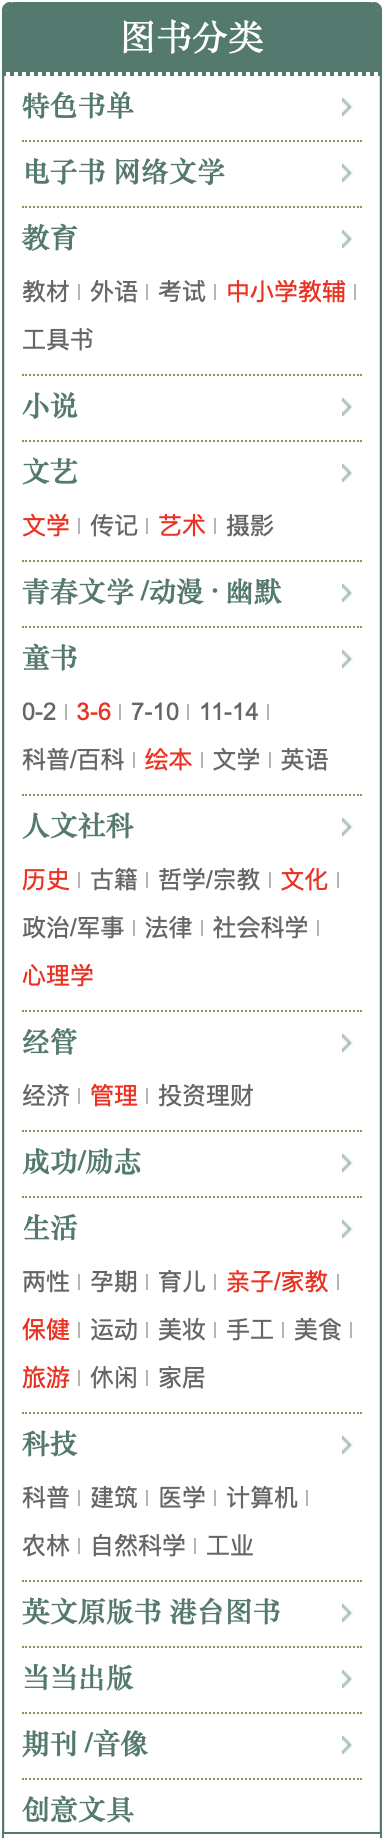 图书分类
特色书单
电子书 网络文学
教育
教材 | 外语 | 考试 | 中小学教辅 |
工具书
小说
文艺
文学 | 传记 | 艺术 | 摄影
青春文学 /动漫 · 幽默
童书
0-2 | 3-6 | 7-10 | 11-14 |
科普/百科 | 绘本 | 文学 | 英语
人文社科
历史 | 古籍 | 哲学/宗教 | 文化 |
政治/军事 | 法律 | 社会科学 |
心理学
经管
经济 | 管理 | 投资理财
成功/励志
生活
两性 | 孕期 | 育儿 | 亲子/家教 |
保健 | 运动 | 美妆 | 手工 | 美食 |
旅游 | 休闲 | 家居
科技
科普 | 建筑 | 医学 | 计算机 |
农林 | 自然科学 | 工业
英文原版书 港台图书
当当出版
期刊 /音像
创意文具